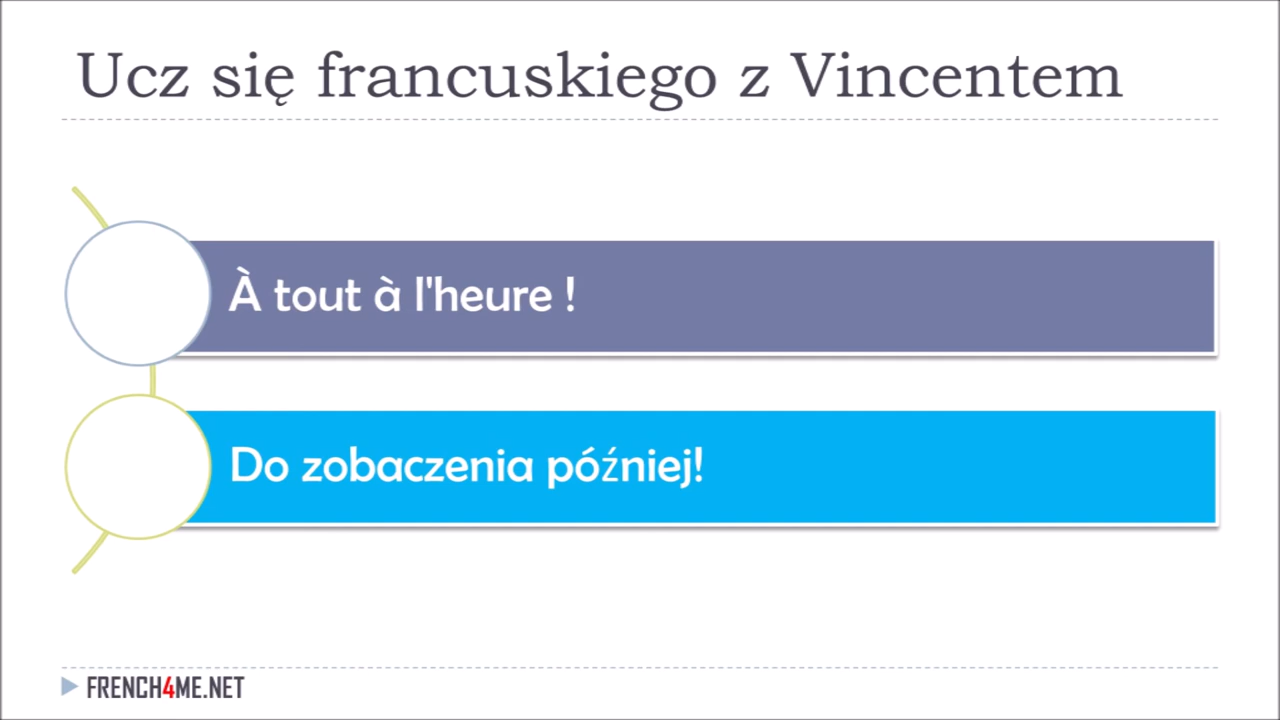 Ucz się francuskiego z Vincentem
À tout à l'heure !
Do zobaczenia później!
FRENCH4ME.NET